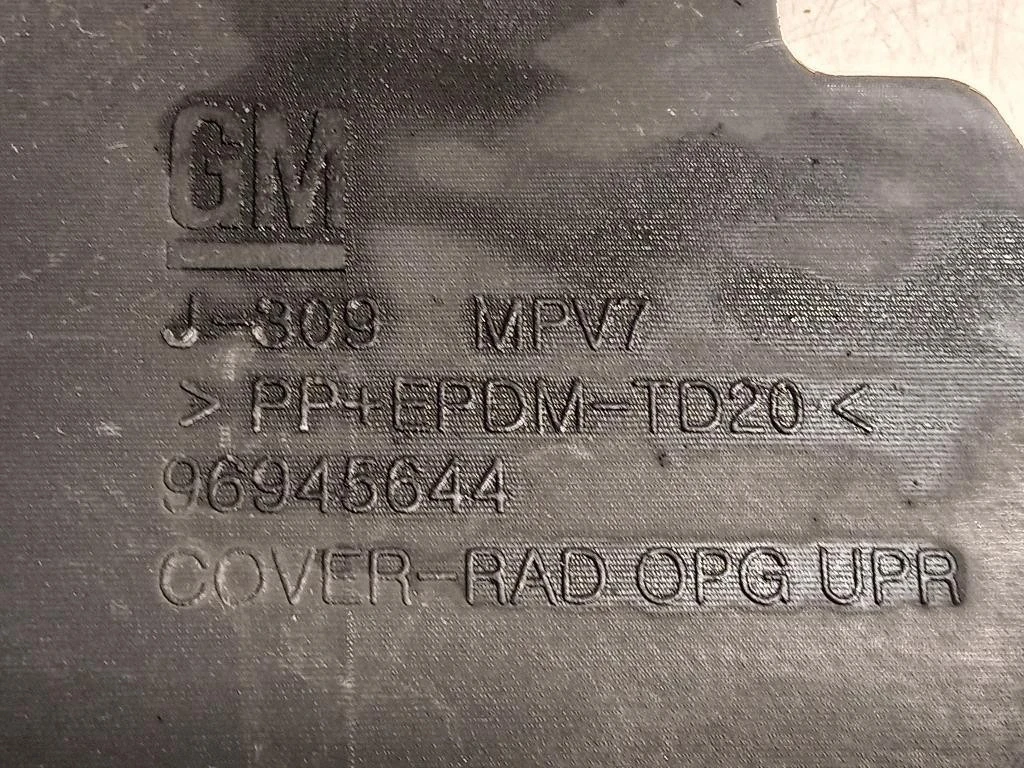 GM
J-309 MPV7
>PP+EPDM-TD20<
96945644
COVER-RAD OPG UPR